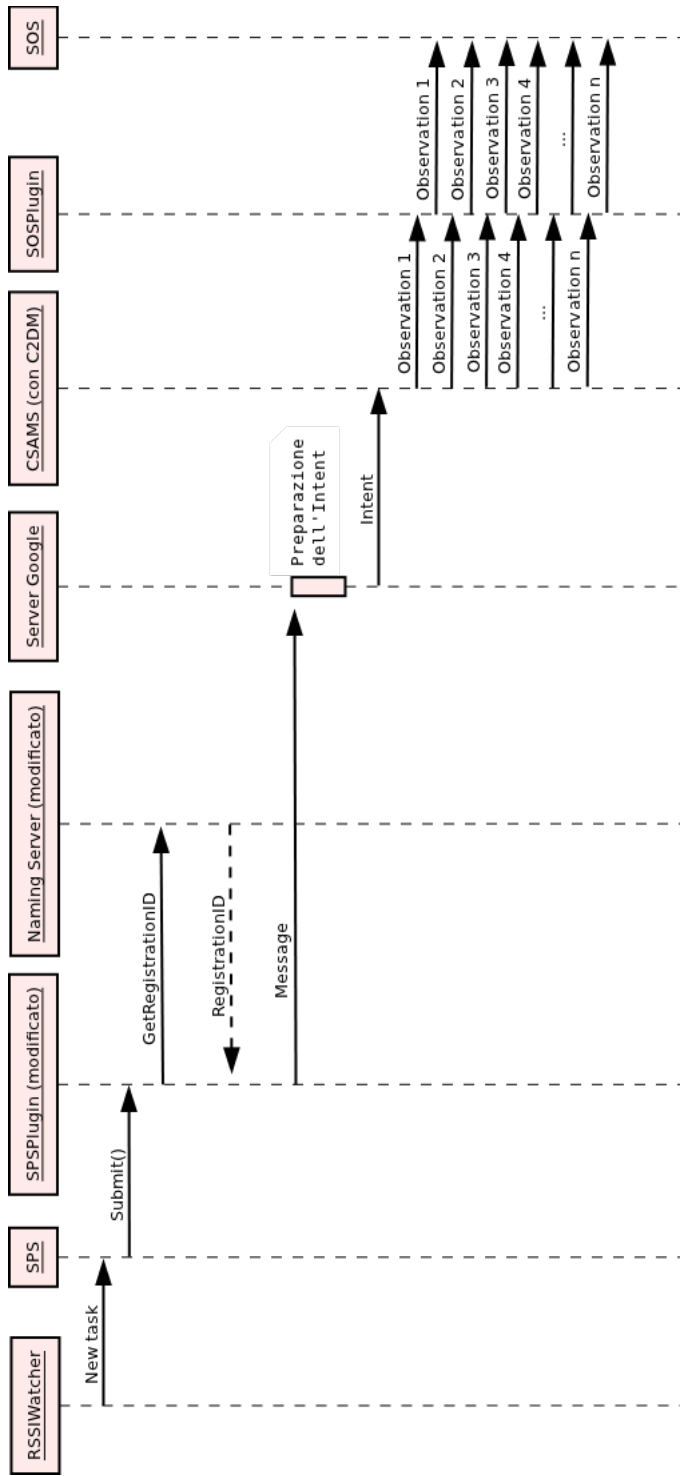 RSSIWatcher
SPS
SPSPlugin (modificato)
Naming Server (modificato)
Server Google
CSAMS (con C2DM)
SOSPlugin
SOS
New task
Submit()
GetRegistrationID
RegistrationID
Message
Preparazione
dell'Intent
Intent
Observation 1
Observation 1
Observation 2
Observation 2
Observation 3
Observation 3
Observation 4
Observation 4
...
...
Observation n
Observation n